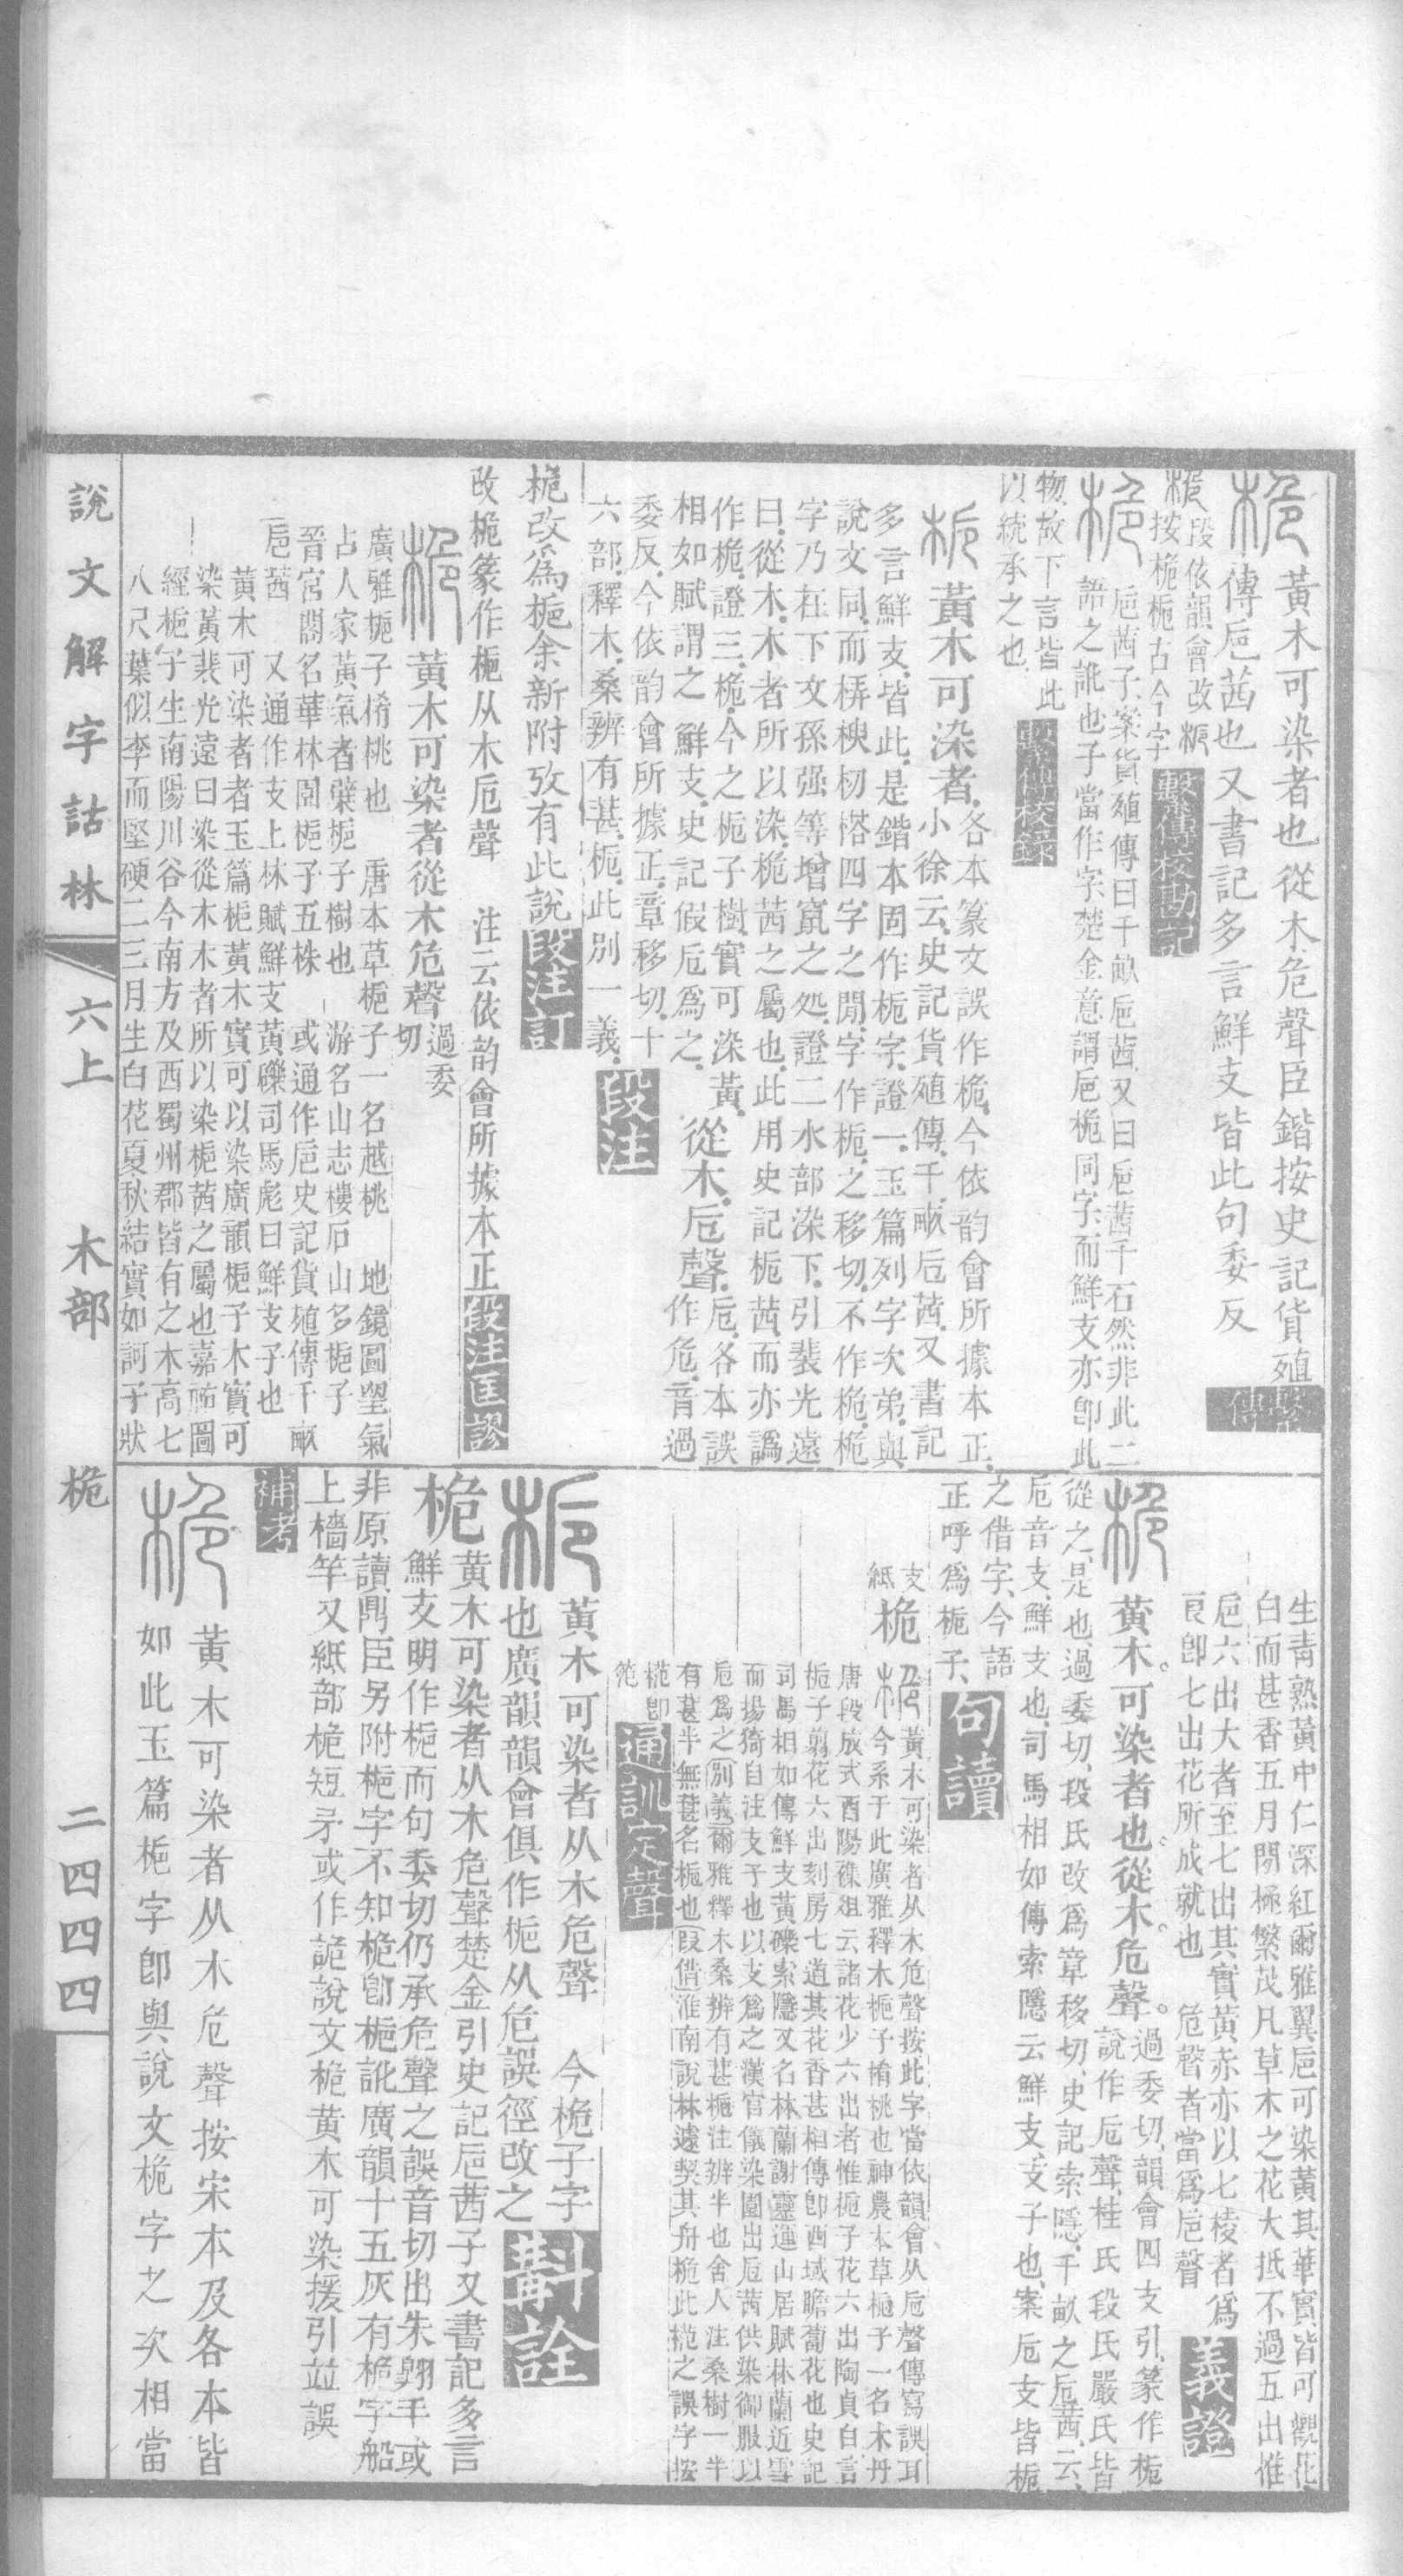 黃木可染者也從木危聲臣鍇按史記貨殖
傳巵茜也又書記多言鮮支皆此句委反
繫傳
段依韻會改梔
按桅梔古今字
繫傳校勘記
巵茜子案貨殖傳曰千畝巵茜又曰巵茜千石然非此二
語之訛也子當作字楚金意謂巵桅同字而鮮支亦卽此
物故下言皆此
以統承之也
繫傳校錄
梔
黃木可染者
各本篆文誤作桅今依韵會所據本正
小徐云史記貨殖傳千畝巵茜又書記
多言鮮支皆此是鍇本固作梔字證一玉篇列字次弟與
說文同而栟椶楰榙四字之閒字作梔之移切不作桅桅
字乃在下文孫强等增竄之処證二水部染下引裴光遠
曰從木木者所以染桅茜之屬也此用史記梔茜而亦譌
作桅證三桅今之梔子樹實可染黃
相如賦謂之鮮支史記假巵爲之
從木巵聲
巵各本誤
作危音過
委反今依韵會所據正章移切十
六部釋木桑辨有葚梔此別一義
段注
桅改爲梔余新附攷有此說
段注訂
改桅篆作梔从木巵聲 注云依韵會所據本正
段注匡謬
黃木可染者從木危聲
過委
切
廣雅梔子桶桃也 唐本草梔子一名越桃 地鏡圖望氣
占人家黃氣者櫱梔子樹也 游名山志樓石山多梔子
晉宮閣名華林園梔子五株 或通作巵史記貨殖傳千畝
巵茜 又通作支上林賦鮮支黃礫司馬彪曰鮮支子也
黃木可染者者玉篇梔黃木實可以染廣韻梔子木實可
染黃裴光遠曰染從木木者所以染梔茜之屬也嘉祐圖
經梔子生南陽川谷今南方及西蜀州郡皆有之木高七
八尺葉似李而堅硬二三月生白花夏秋結實如訶子狀
生靑熟黃中仁深紅爾雅翼巵可染黃其華實皆可觀花
白而甚香五月閒極繁茂凡草木之花大抵不過五出惟
巵六出大者至七出其實黃赤亦以七棱者爲
良卽七出花所成就也 危聲者當爲巵聲
義證
黃木可染者也從木危聲
過委切韻會四支引篆作梔
說作巵聲桂氏段氏嚴氏皆
從之是也過委切段氏改爲章移切史記索隱千畝之巵茜云
巵音支鮮支也司馬相如傳索隱云鮮支支子也案巵支皆梔
之借字今語
正呼爲梔子
句讀
支
紙
桅
黃木可染者从木危聲按此字當依韻會从巵聲傳寫誤耳
今系于此廣雅釋木梔子桶桃也神農本草梔子一名木丹
唐段成式酉陽雜俎云諸花少六出者惟梔子花六出陶貞白言
梔子翦花六出刻房七道其花香甚相傳卽西域瞻蔔花也史記
司馬相如傳鮮支黃礫索隱又名林蘭謝靈運山居賦林蘭近雪
而揚猗自注支子也以支爲之漢官儀染園出巵茜供染御服以
巵爲之別義爾雅釋木桑辨有葚梔注辨半也舍人注桑樹一半
有葚半無葚名梔也叚借淮南說林遽契其舟桅此桅之誤字按
桅卽
通訓定聲
黃木可染者从木危聲 今桅子字
也廣韻韻會俱作梔从危誤徑改之
斠詮
桅
黃木可染者从木危聲楚金引史記巵茜子又書記多言
鮮支明作梔而句委切仍承危聲之誤音切出朱翱手或
非原讀鼎臣另附梔字不知桅卽梔訛廣韻十五灰有桅字船
上檣竿又紙部桅短矛或作詭說文桅黃木可染援引竝誤
補考
黃木可染者从木危聲按宋本及各本皆
如此玉篇梔字卽與說文桅字之次相當
說文解字詁林
六上 木部 桅
二四四四